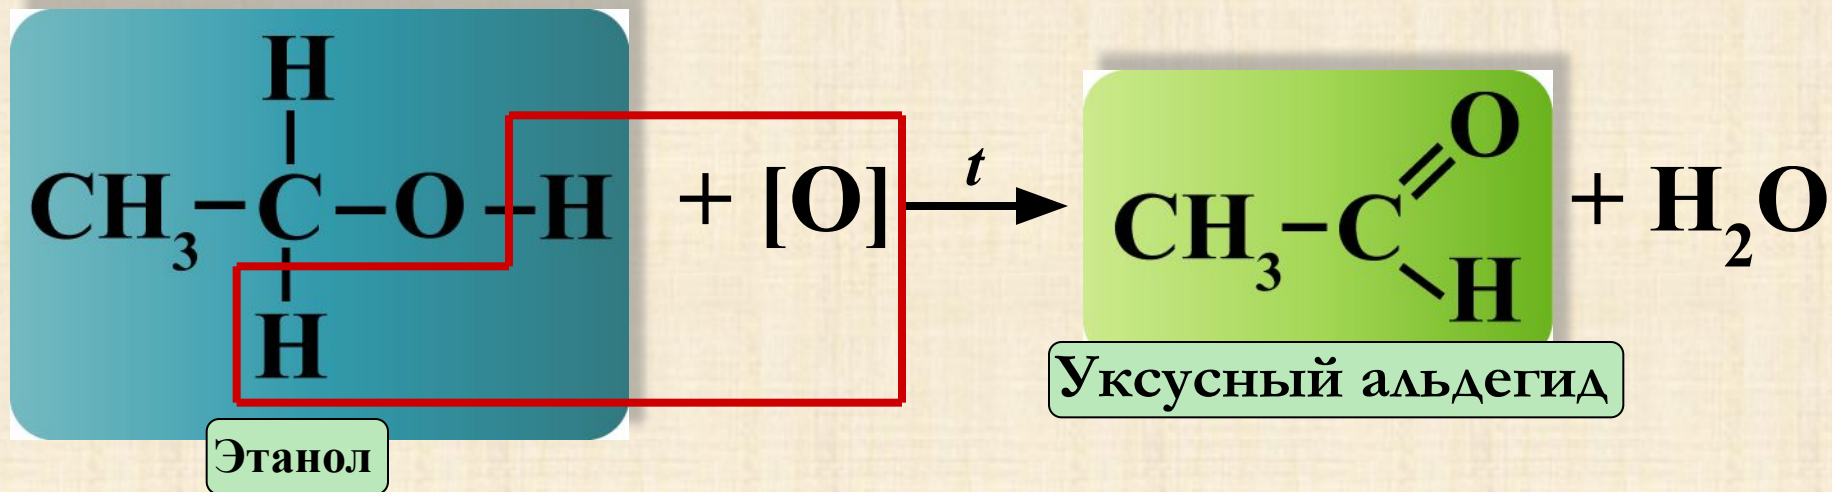 H
CH₃–C–O–H + [O] t → CH₃–C=O + H₂O
H H
Этанол
Уксусный альдегид